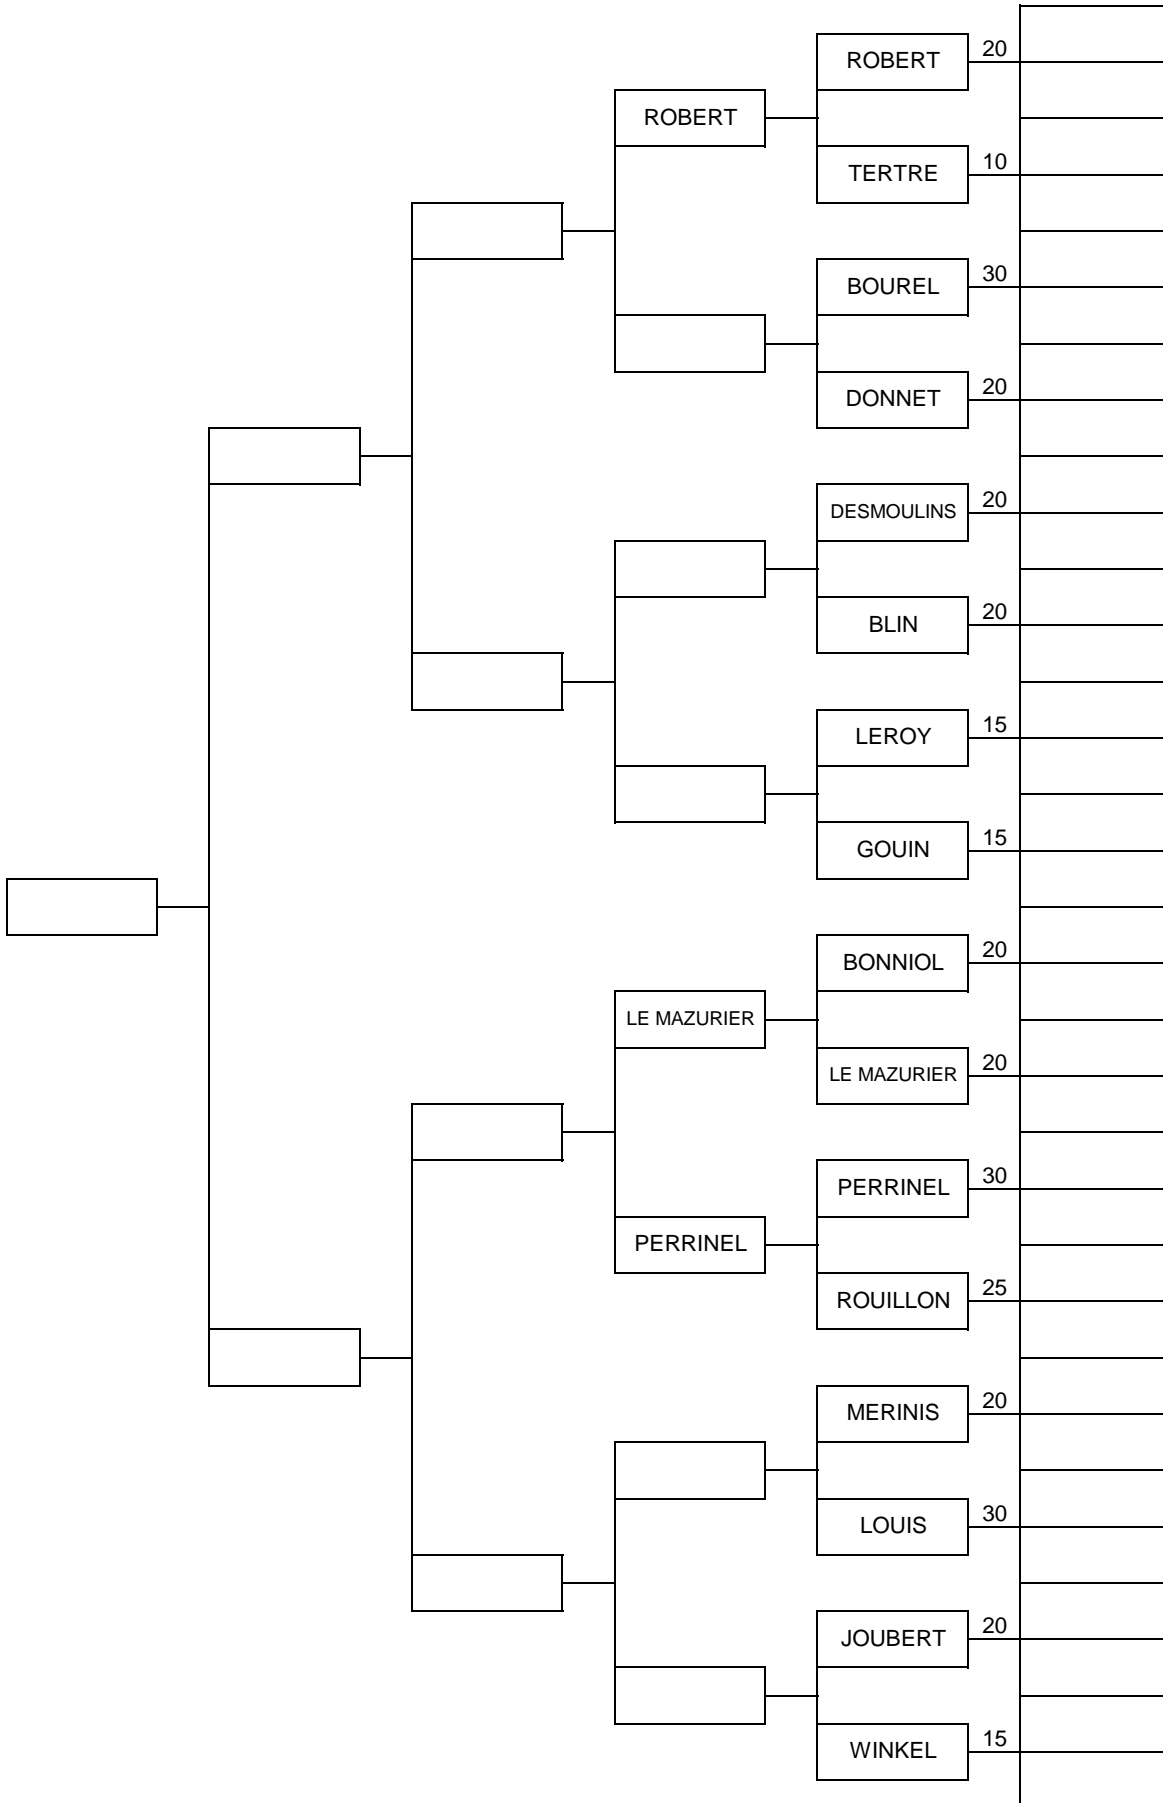 20
ROBERT
ROBERT
10
TERTRE
30
BOUREL
20
DONNET
20
DESMOULINS
20
BLIN
15
LEROY
15
GOUIN
20
BONNIOL
LE MAZURIER
20
LE MAZURIER
30
PERRINEL
PERRINEL
25
ROUILLON
20
MERINIS
30
LOUIS
20
JOUBERT
15
WINKEL